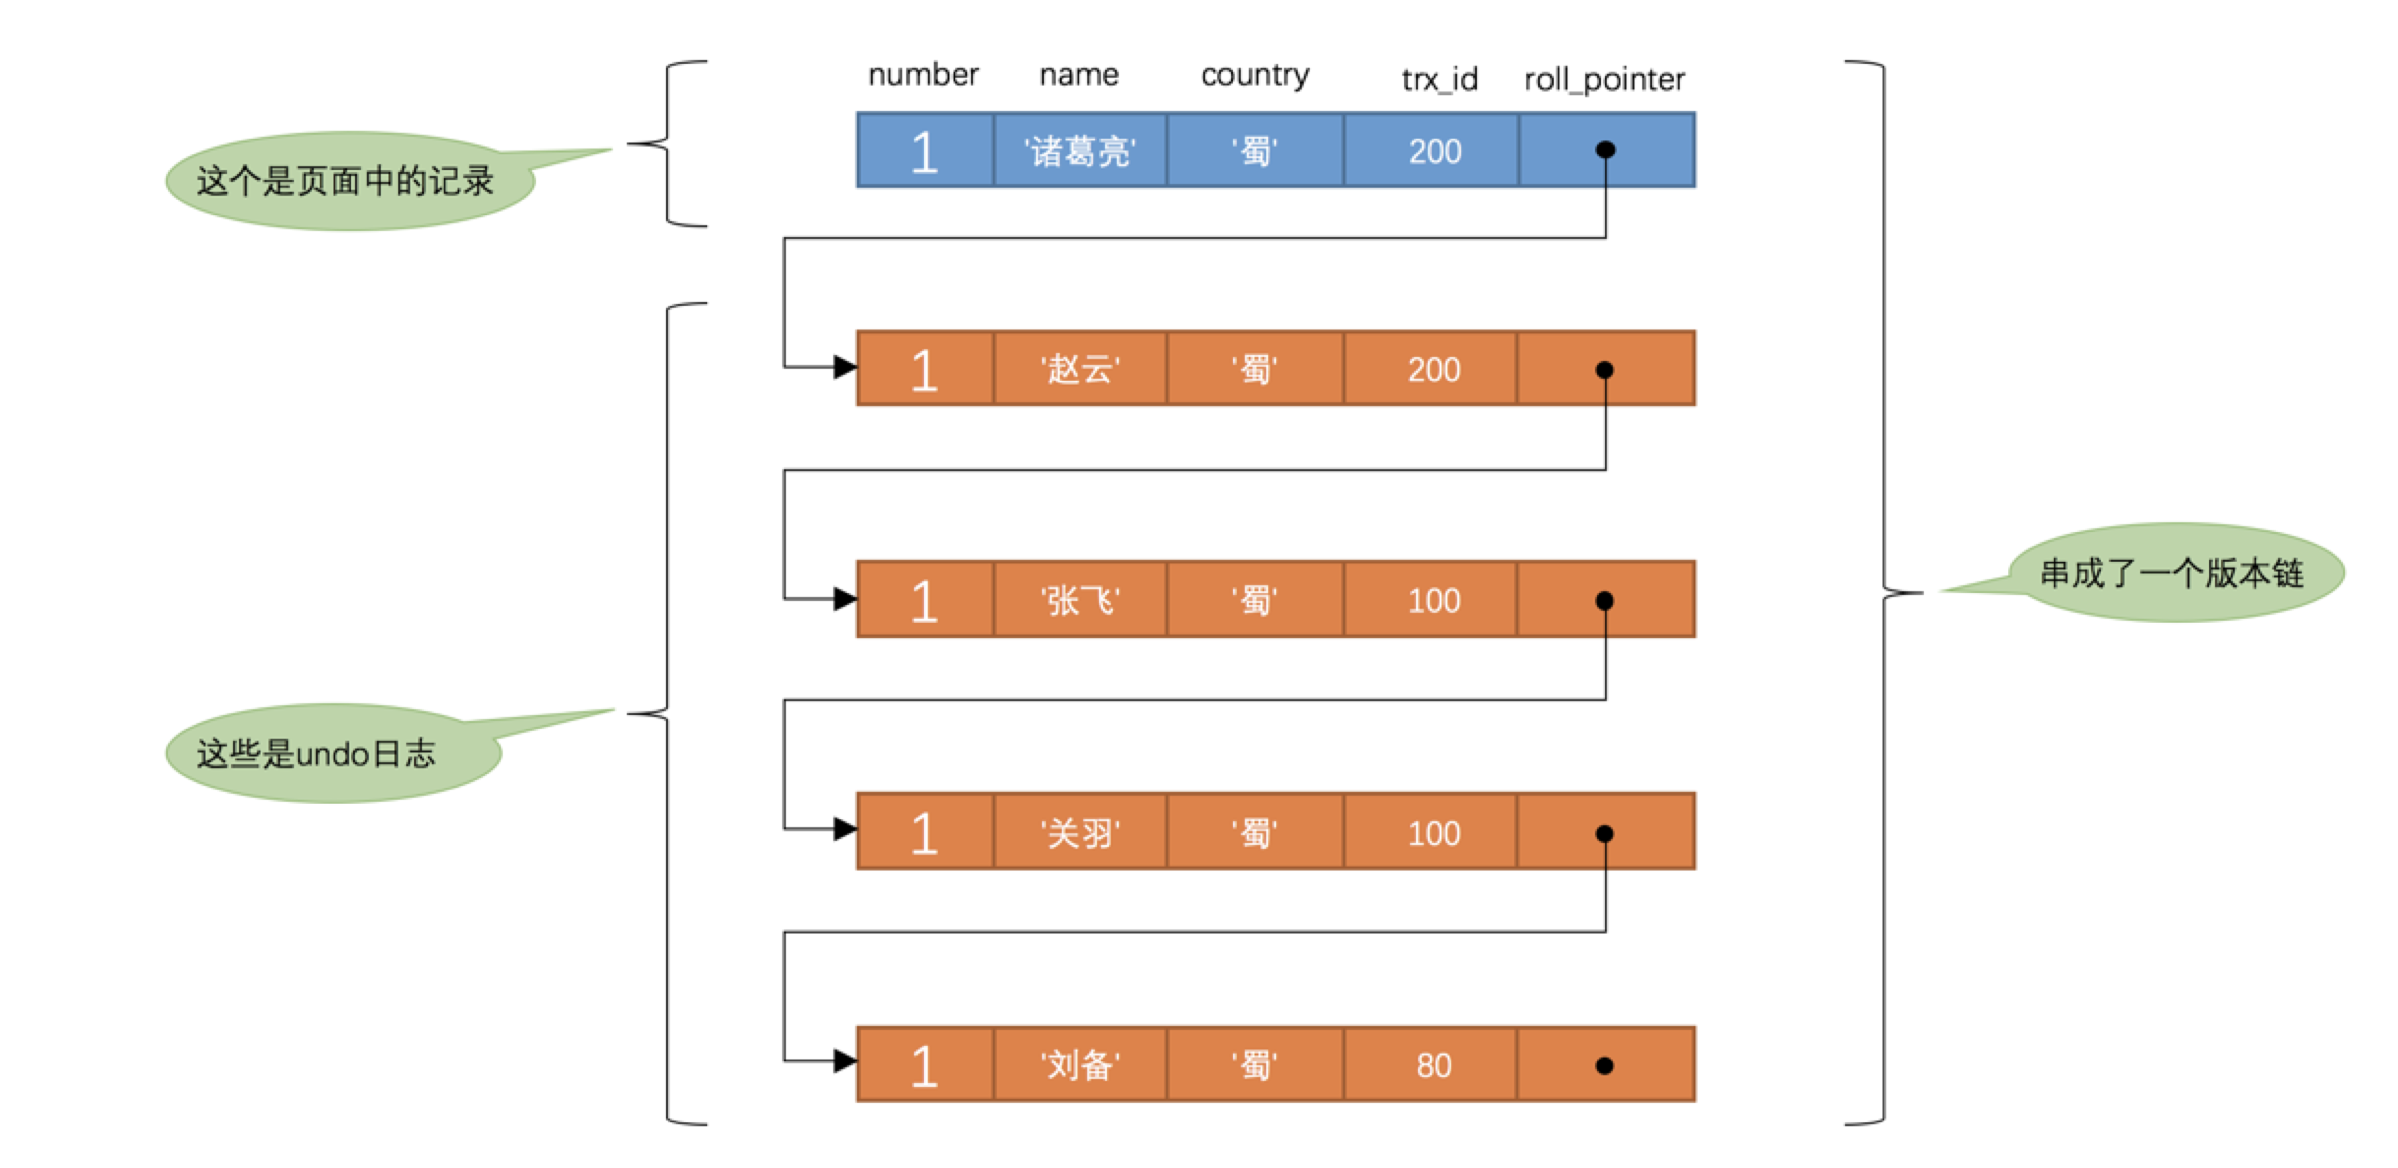 number name country trx_id roll_pointer
1 '诸葛亮' '蜀' 200
这个是页面中的记录
1 '赵云' '蜀' 200
1 '张飞' '蜀' 100
串成了一个版本链
这些是undo日志
1 '关羽' '蜀' 100
1 '刘备' '蜀' 80